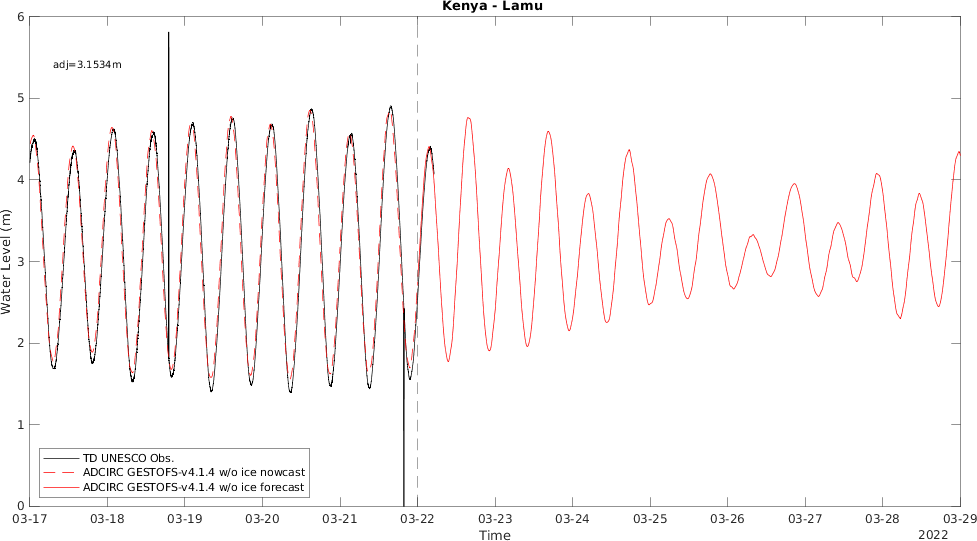 Kenya - Lamu
6
adj=3.1534m
5
4
3
2
1
0
Water Level (m)
TD UNESCO Obs.
ADCIRC GESTOFS-v4.1.4 w/o ice nowcast
ADCIRC GESTOFS-v4.1.4 w/o ice forecast
03-17 03-18 03-19 03-20 03-21 03-22 03-23 03-24 03-25 03-26 03-27 03-28 03-29
Time
2022